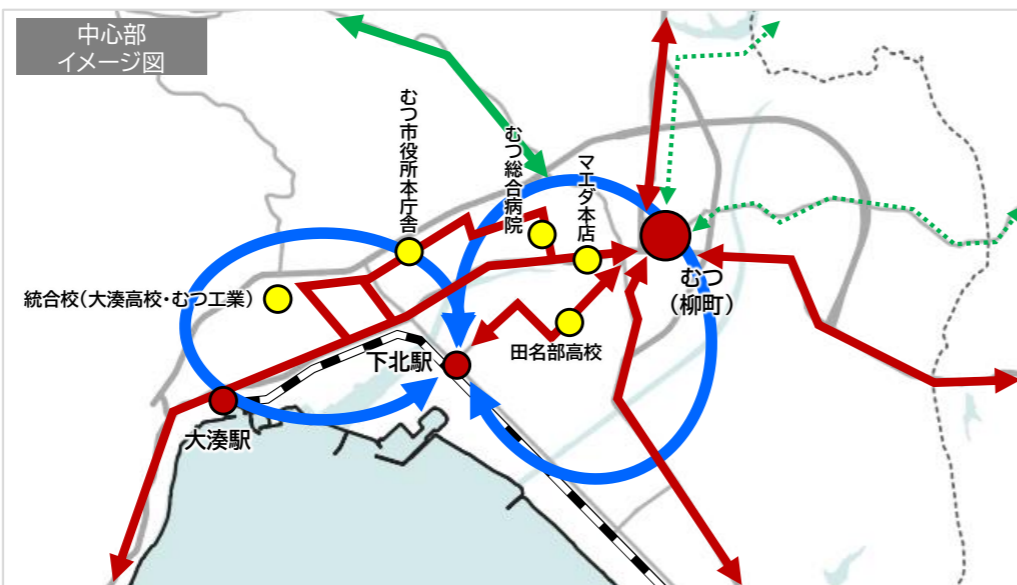 中心部
イメージ図
むつ市役所本庁舎
むつ総合病院
マエダ本店
むつ
（柳町）
統合校（大湊高校・むつ工業）
下北駅
田名部高校
大湊駅